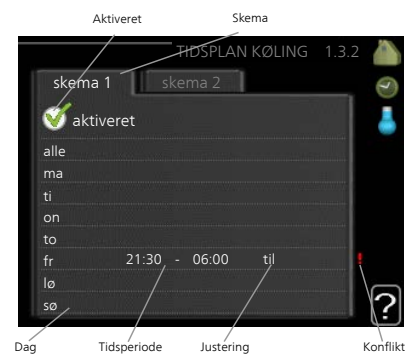 Aktiveret Skema
TIDSPLAN KØLING 1.3.2
skema 1 skema 2
aktiveret
alle
ma
ti
on
to
fr 21:30 - 06:00 til !
lø
sø ?
Dag Tidsperiode Justering Konflikt